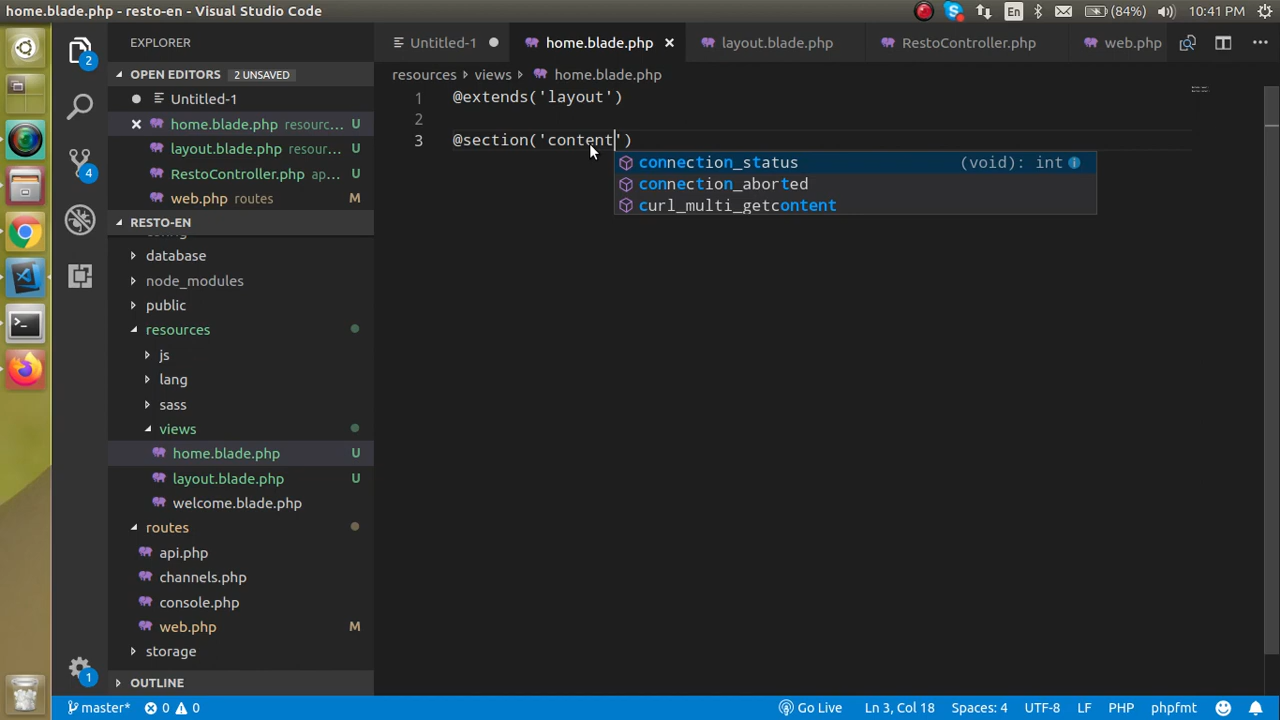 home.blade.php - resto-en - Visual Studio Code
En
(84%)
10:41 PM
EXPLORER
Untitled-1
home.blade.php
layout.blade.php
RestoController.php
web.php
OPEN EDITORS
2 UNSAVED
Untitled-1
home.blade.php resourc... U
layout.blade.php resour... U
RestoController.php ap... U
web.php routes M
RESTO-EN
database
node_modules
public
resources
js
lang
sass
views
home.blade.php U
layout.blade.php U
welcome.blade.php
routes
api.php
channels.php
console.php
web.php M
storage
OUTLINE
2
4
1
resources > views > home.blade.php
1 @extends('layout')
2
3 @section('content')
connection_status (void): int
connection_aborted
curl_multi_getcontent
master* 0 0
Go Live
Ln 3, Col 18
Spaces: 4
UTF-8
LF
PHP
phpfmt